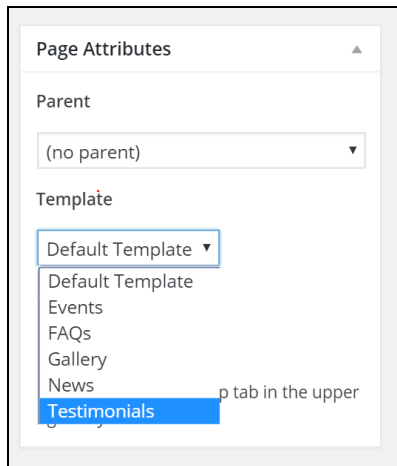 Page Attributes
Parent
(no parent)
Template
Default Template
Default Template
Events
FAQs
Gallery
News
tab in the upper
Testimonials